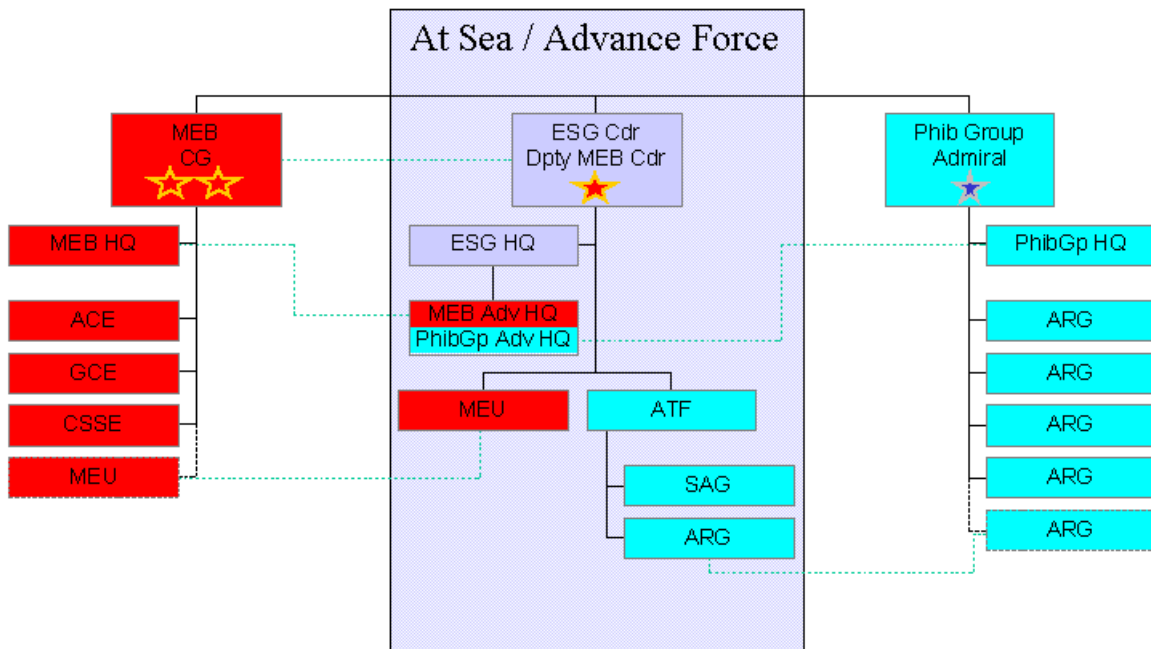 At Sea / Advance Force
MEB
CG
ESG Cdr
Dpty MEB Cdr
Phib Group
Admiral
MEB HQ
ESG HQ
PhibGp HQ
MEB Adv HQ
PhibGp Adv HQ
ACE
GCE
CSSE
MEU
MEU
ATF
SAG
ARG
ARG
ARG
ARG
ARG
ARG